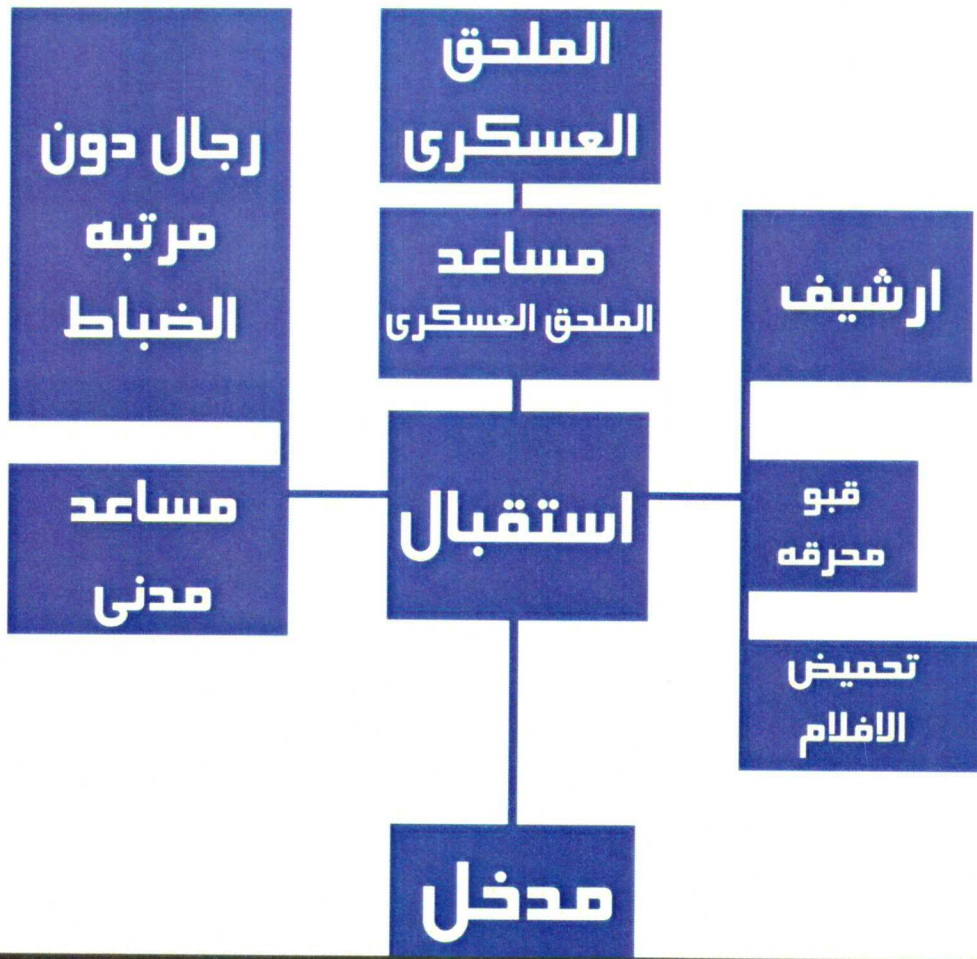 الملحق
العسكرى
رجال دون
مرتبه
الضباط
مساعد
الملحق العسكرى
ارشيف
استقبال
مساعد
مدنى
قبو
محرقه
تحميض
الافلام
مدخل